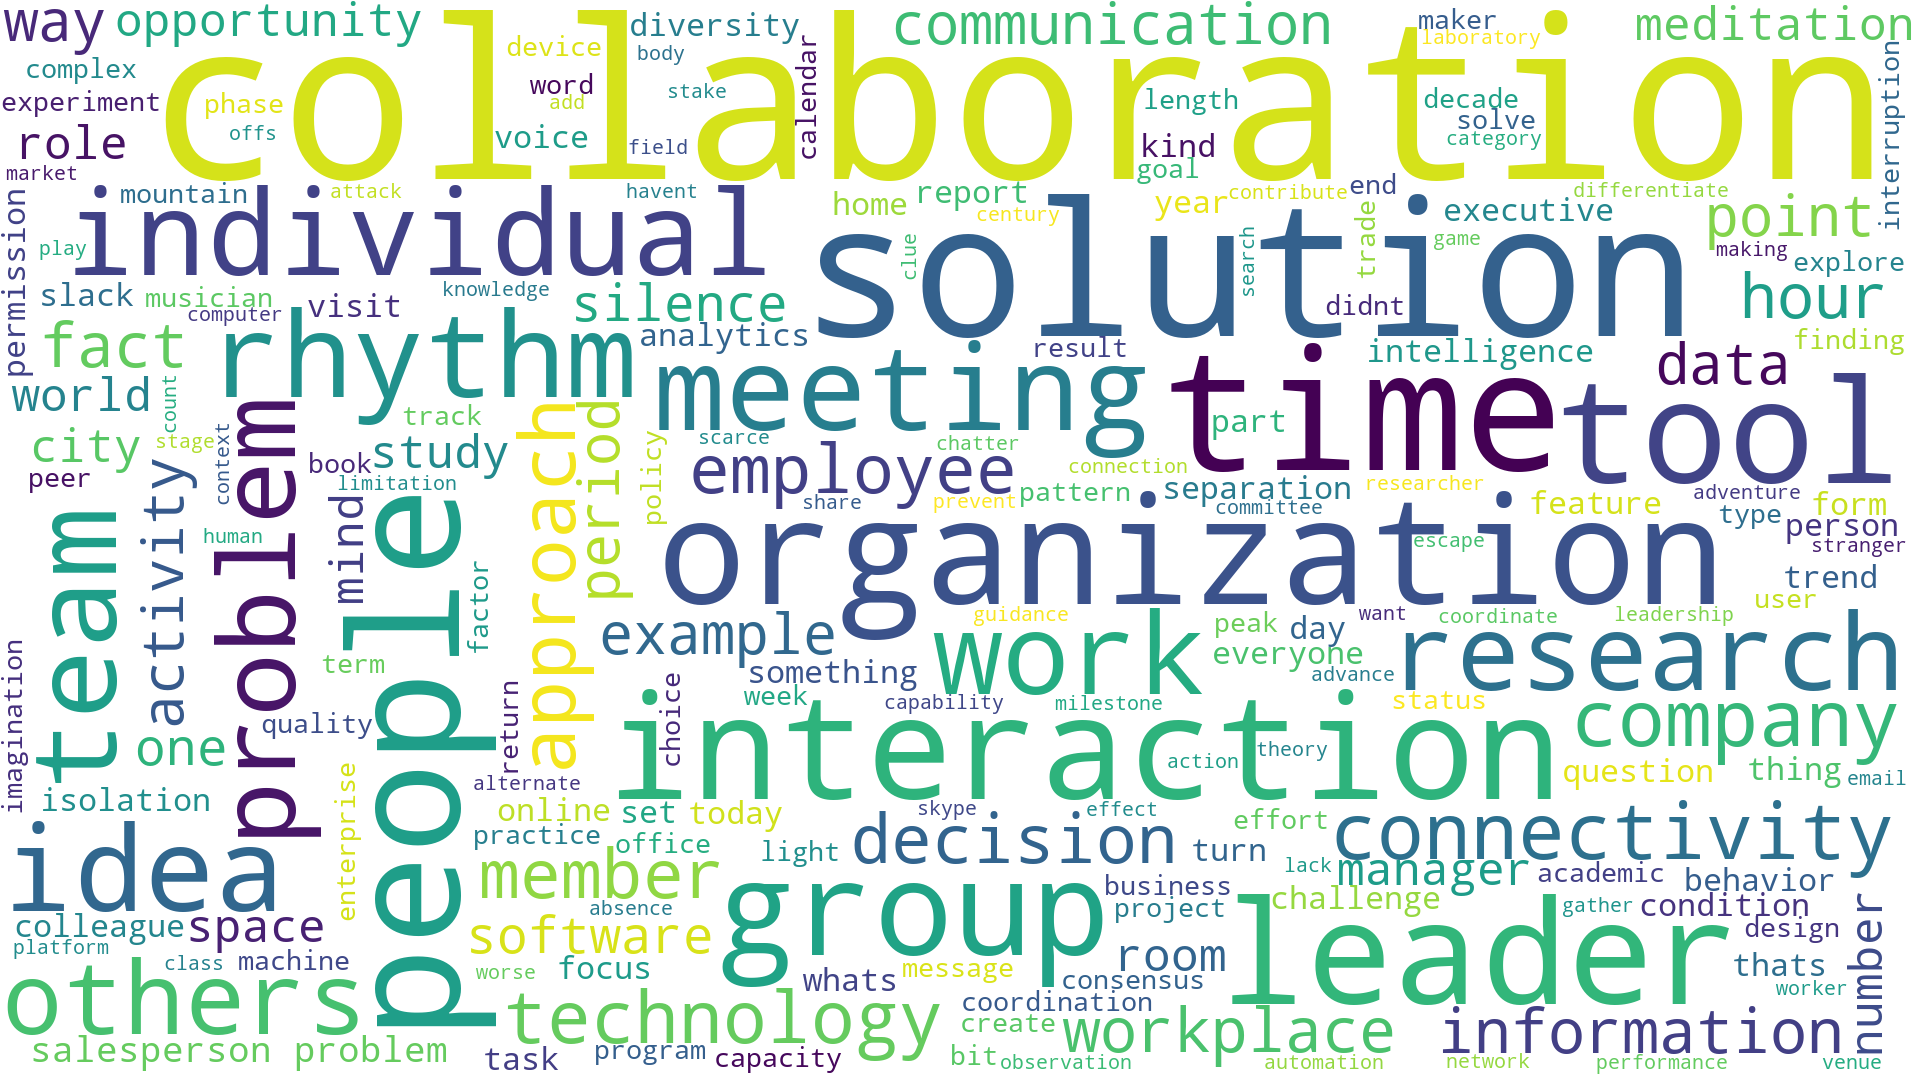 way
opportunity
collaboration
diversity
communication
maker
laboratory
meditation
complex
device
body
calendar
interruption
experiment
phase
word
add
stake
length
decade
solve
category
role
offs
voice
field
kind
goal
market
permission
mountain
attack
havent
individual
home
report
century
year
contribute
end
differentiate
executive
point
play
solution
clue
search
trade
game
making
explore
slack
musician
computer
visit
knowledge
silence
didnt
hour
fact
rhythm
analytics
result
intelligence
finding
world
count
meeting
time
data
tool
city
stage
context
problem
track
study
book
limitation
approach
period
policy
scarce
chatter
part
connection
peer
activity
mind
people
employee
share
prevent
pattern
separation
committee
researcher
feature
adventure
form
type
person
stranger
team
human
factor
organization
escape
trend
user
guidance
want
coordinate
leadership
example
work
peak
day
everyone
research
imagination
term
something
advance
quality
return
choice
week
capability
milestone
status
company
one
interaction
action
theory
question
thing
email
isolation
enterprise
alternate
online
set
today
skype
effect
effort
connectivity
idea
practice
office
light
decision
turn
lack
manager
academic
behavior
member
group
business
challenge
gather
condition
number
colleague
space
absence
project
leader
design
platform
class
machine
software
worse
focus
whats
message
consensus
room
thats
worker
others
technology
coordination
create
workplace
information
salesperson problem
task
program
capacity
bit
observation
automation
network
performance
venue